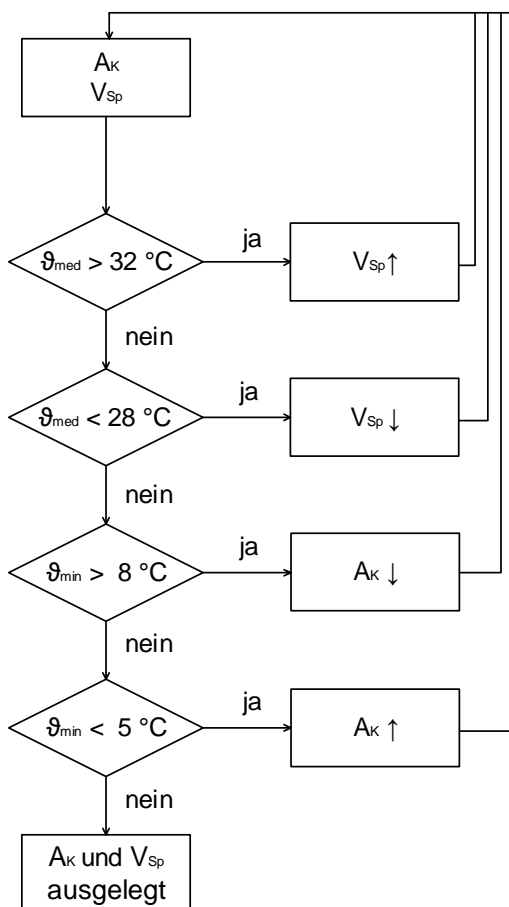 A_K
V_Sp
ϑ_med > 32 °C
ja
V_Sp ↑
nein
ϑ_med < 28 °C
ja
V_Sp ↓
nein
ϑ_min > 8 °C
ja
A_K ↓
nein
ϑ_min < 5 °C
ja
A_K ↑
nein
A_K und V_Sp
ausgelegt